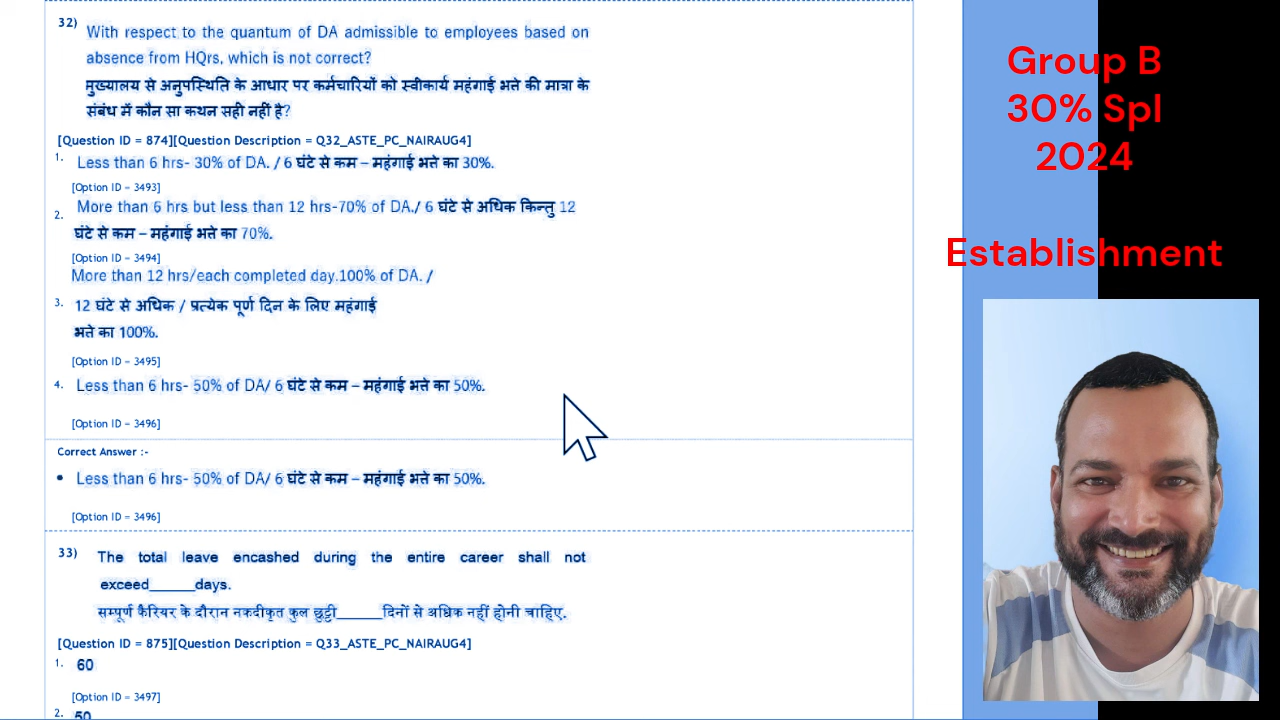 32) With respect to the quantum of DA admissible to employees based on
absence from HQrs, which is not correct?
मुख्यालय से अनुपस्थिति के आधार पर कर्मचारियों को स्वीकार्य महंगाई भत्ते की मात्रा के
संबंध में कौन सा कथन सही नहीं है?
[Question ID = 874][Question Description = Q32_ASTE_PC_NAIRAUG4]
1. Less than 6 hrs- 30% of DA. / 6 घंटे से कम – महंगाई भत्ते का 30%.
[Option ID = 3493]
2. More than 6 hrs but less than 12 hrs-70% of DA./ 6 घंटे से अधिक किन्तु 12
घंटे से कम – महंगाई भत्ते का 70%.
[Option ID = 3494]
More than 12 hrs/each completed day.100% of DA. /
3. 12 घंटे से अधिक / प्रत्येक पूर्ण दिन के लिए महंगाई
भत्ते का 100%.
[Option ID = 3495]
4. Less than 6 hrs- 50% of DA/ 6 घंटे से कम – महंगाई भत्ते का 50%.
[Option ID = 3496]
Correct Answer :-
• Less than 6 hrs- 50% of DA/ 6 घंटे से कम – महंगाई भत्ते का 50%.
[Option ID = 3496]
33) The total leave encashed during the entire career shall not
exceed______days.
सम्पूर्ण कैरियर के दौरान नकदीकृत कुल छुट्टी______दिनों से अधिक नहीं होनी चाहिए.
[Question ID = 875][Question Description = Q33_ASTE_PC_NAIRAUG4]
1. 60
[Option ID = 3497]
2. 50
Group B
30% Spl
2024
Establishment